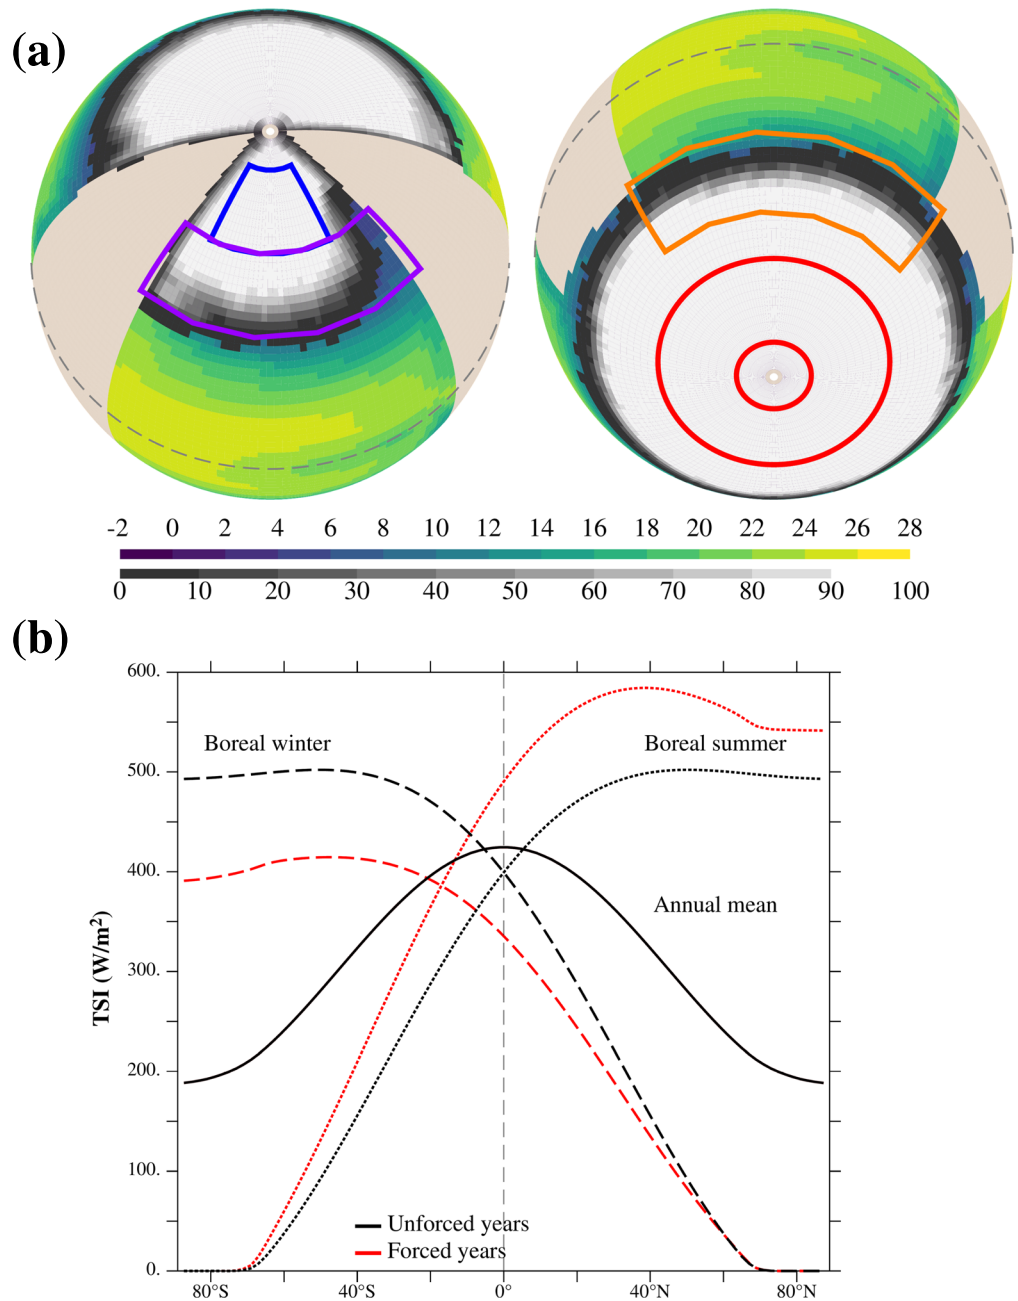 (a)
-2 0 2 4 6 8 10 12 14 16 18 20 22 24 26 28
0 10 20 30 40 50 60 70 80 90 100
(b)
600.
500.
400.
300.
200.
100.
0.
TSI (W/m²)
Boreal winter
Boreal summer
Annual mean
Unforced years
Forced years
80°S 40°S 0° 40°N 80°N